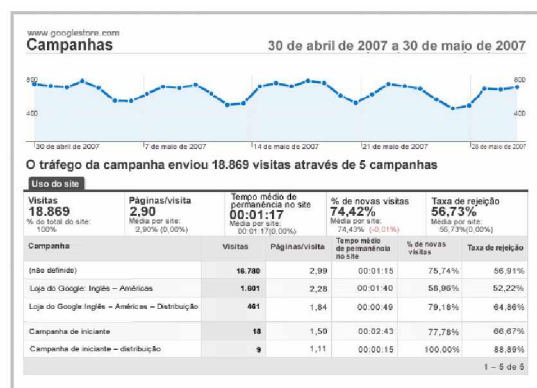 www.googlestore.com
Campanhas
30 de abril de 2007 a 30 de maio de 2007
800 800
400 400
30 de abril de 2007 7 de maio de 2007 14 de maio de 2007 21 de maio de 2007 28 de maio de 2007
O tráfego da campanha enviou 18.869 visitas através de 5 campanhas
Uso do site
Visitas
18.869
% do total do site:
100%
Páginas/visita
2,90
Média por site:
2,90% (0,00%)
Tempo médio de
permanência no site
00:01:17
Média por site:
00:01:17(0,00%)
% de novas visitas
74,42%
Média por site:
74,43% (-0,01%)
Taxa de rejeição
56,73%
Média por site:
56,73%(0,00%)
Campanha Visitas Páginas/visita Tempo médio de permanência no site % de novas visitas Taxa de rejeição
(não definido) 16.780 2,99 00:01:15 75,74% 56,91%
Loja do Google: Inglês – Américas 1.601 2,28 00:01:40 58,96% 52,22%
Loja do Google:Inglês – Américas – Distribuição 461 1,84 00:00:49 79,18% 64,86%
Campanha de iniciante 18 1,50 00:02:43 77,78% 66,67%
Campanha de iniciante – distribuição 9 1,11 00:00:15 100,00% 88,89%
1 – 5 de 5